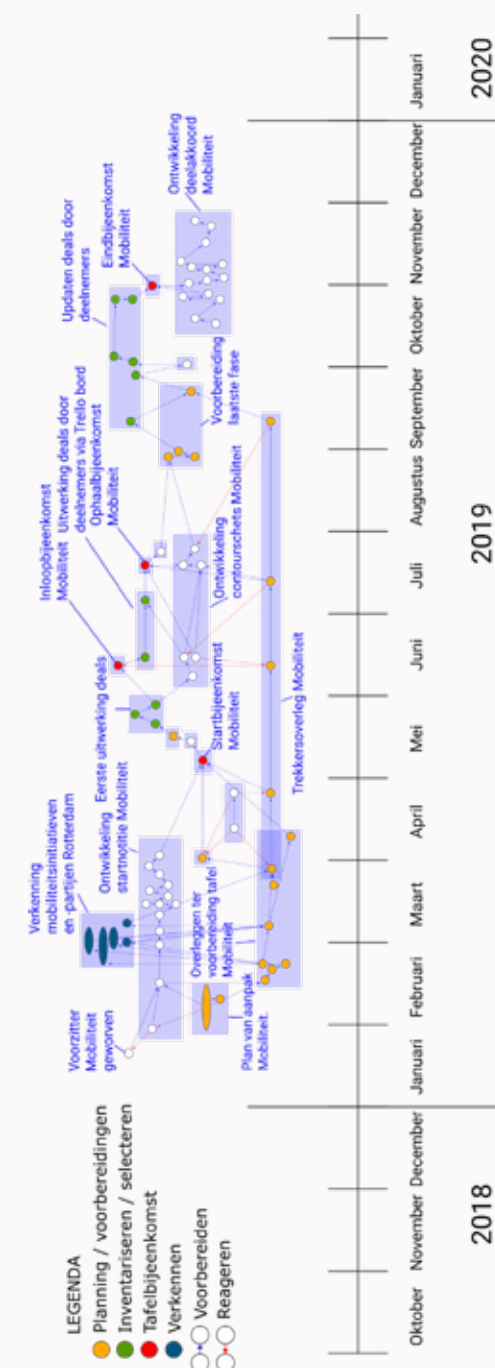 LEGENDA
Planning / voorbereidingen
Inventariseren / selecteren
Tafelbijeenkomst
Verkennen
Voorbereiden
Reageren
Voorzitter
Mobiliteit
geworven
Verkenning
mobiliteitsinitiatieven
en -partijen Rotterdam
Ontwikkeling
startnotitie Mobiliteit
Plan van aanpak
Mobiliteit
Overleggen ter
voorbereiding tafel
Mobiliteit
Eerste uitwerking deals
Startbijeenkomst
Mobiliteit
Trekkersoverleg Mobiliteit
Inloopbijeenkomst
Mobiliteit
Uitwerking deals door
deelnemers via Trello bord
Ophaalbijeenkomst
Mobiliteit
Ontwikkeling
contourschets Mobiliteit
Voorbereiding
laatste fase
Updaten deals door
deelnemers
Eindbijeenkomst
Mobiliteit
Ontwikkeling
deelakkoord
Mobiliteit
Oktober November December Januari Februari Maart April Mei Juni Juli Augustus September Oktober November December Januari
2018 2019 2020